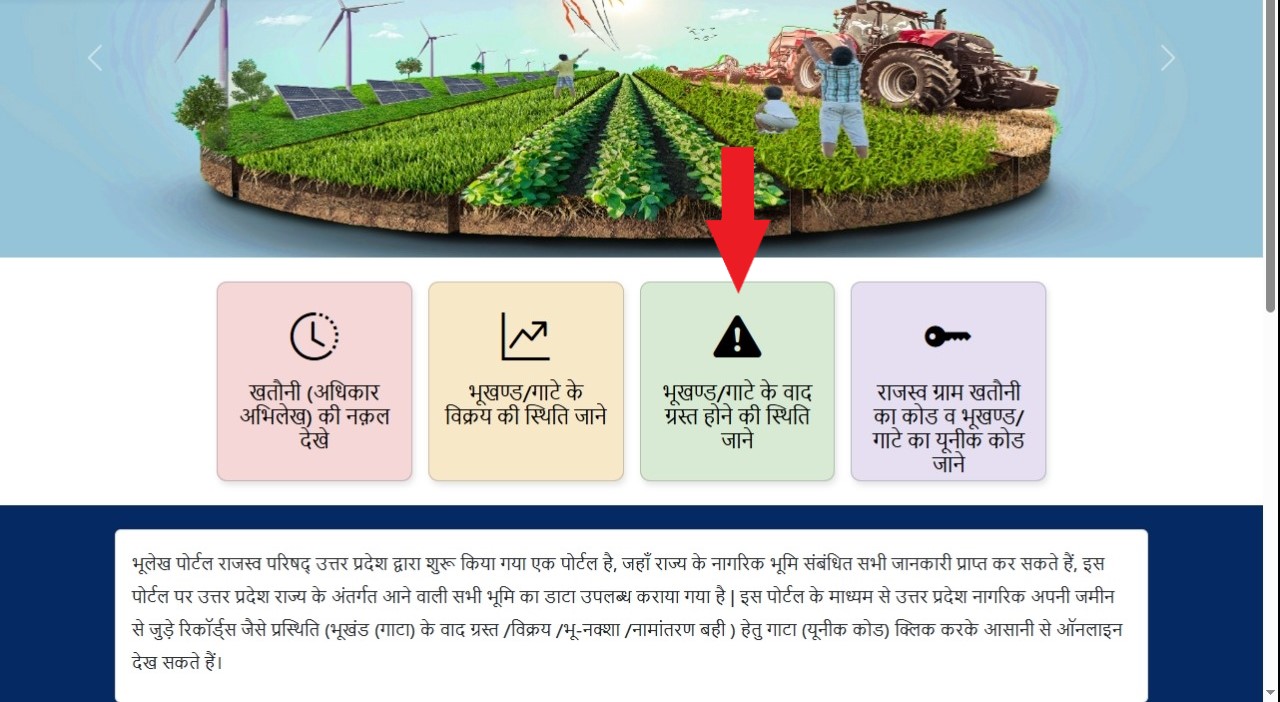 खतौनी (अधिकार
अभिलेख) की नक़ल
देखे
भूखण्ड/गाटे के
विक्रय की स्थिति जाने
भूखण्ड/गाटे के वाद
ग्रस्त होने की स्थिति
जाने
राजस्व ग्राम खतौनी
का कोड व भूखण्ड/
गाटे का यूनीक कोड
जाने
भूलेख पोर्टल राजस्व परिषद् उत्तर प्रदेश द्वारा शुरू किया गया एक पोर्टल है, जहाँ राज्य के नागरिक भूमि संबंधित सभी जानकारी प्राप्त कर सकते हैं, इस
पोर्टल पर उत्तर प्रदेश राज्य के अंतर्गत आने वाली सभी भूमि का डाटा उपलब्ध कराया गया है | इस पोर्टल के माध्यम से उत्तर प्रदेश नागरिक अपनी जमीन
से जुड़े रिकॉर्ड्स जैसे प्रस्थिति (भूखंड (गाटा) के वाद ग्रस्त /विक्रय /भू-नक्शा /नामांतरण बही ) हेतु गाटा (यूनीक कोड) क्लिक करके आसानी से ऑनलाइन
देख सकते हैं।